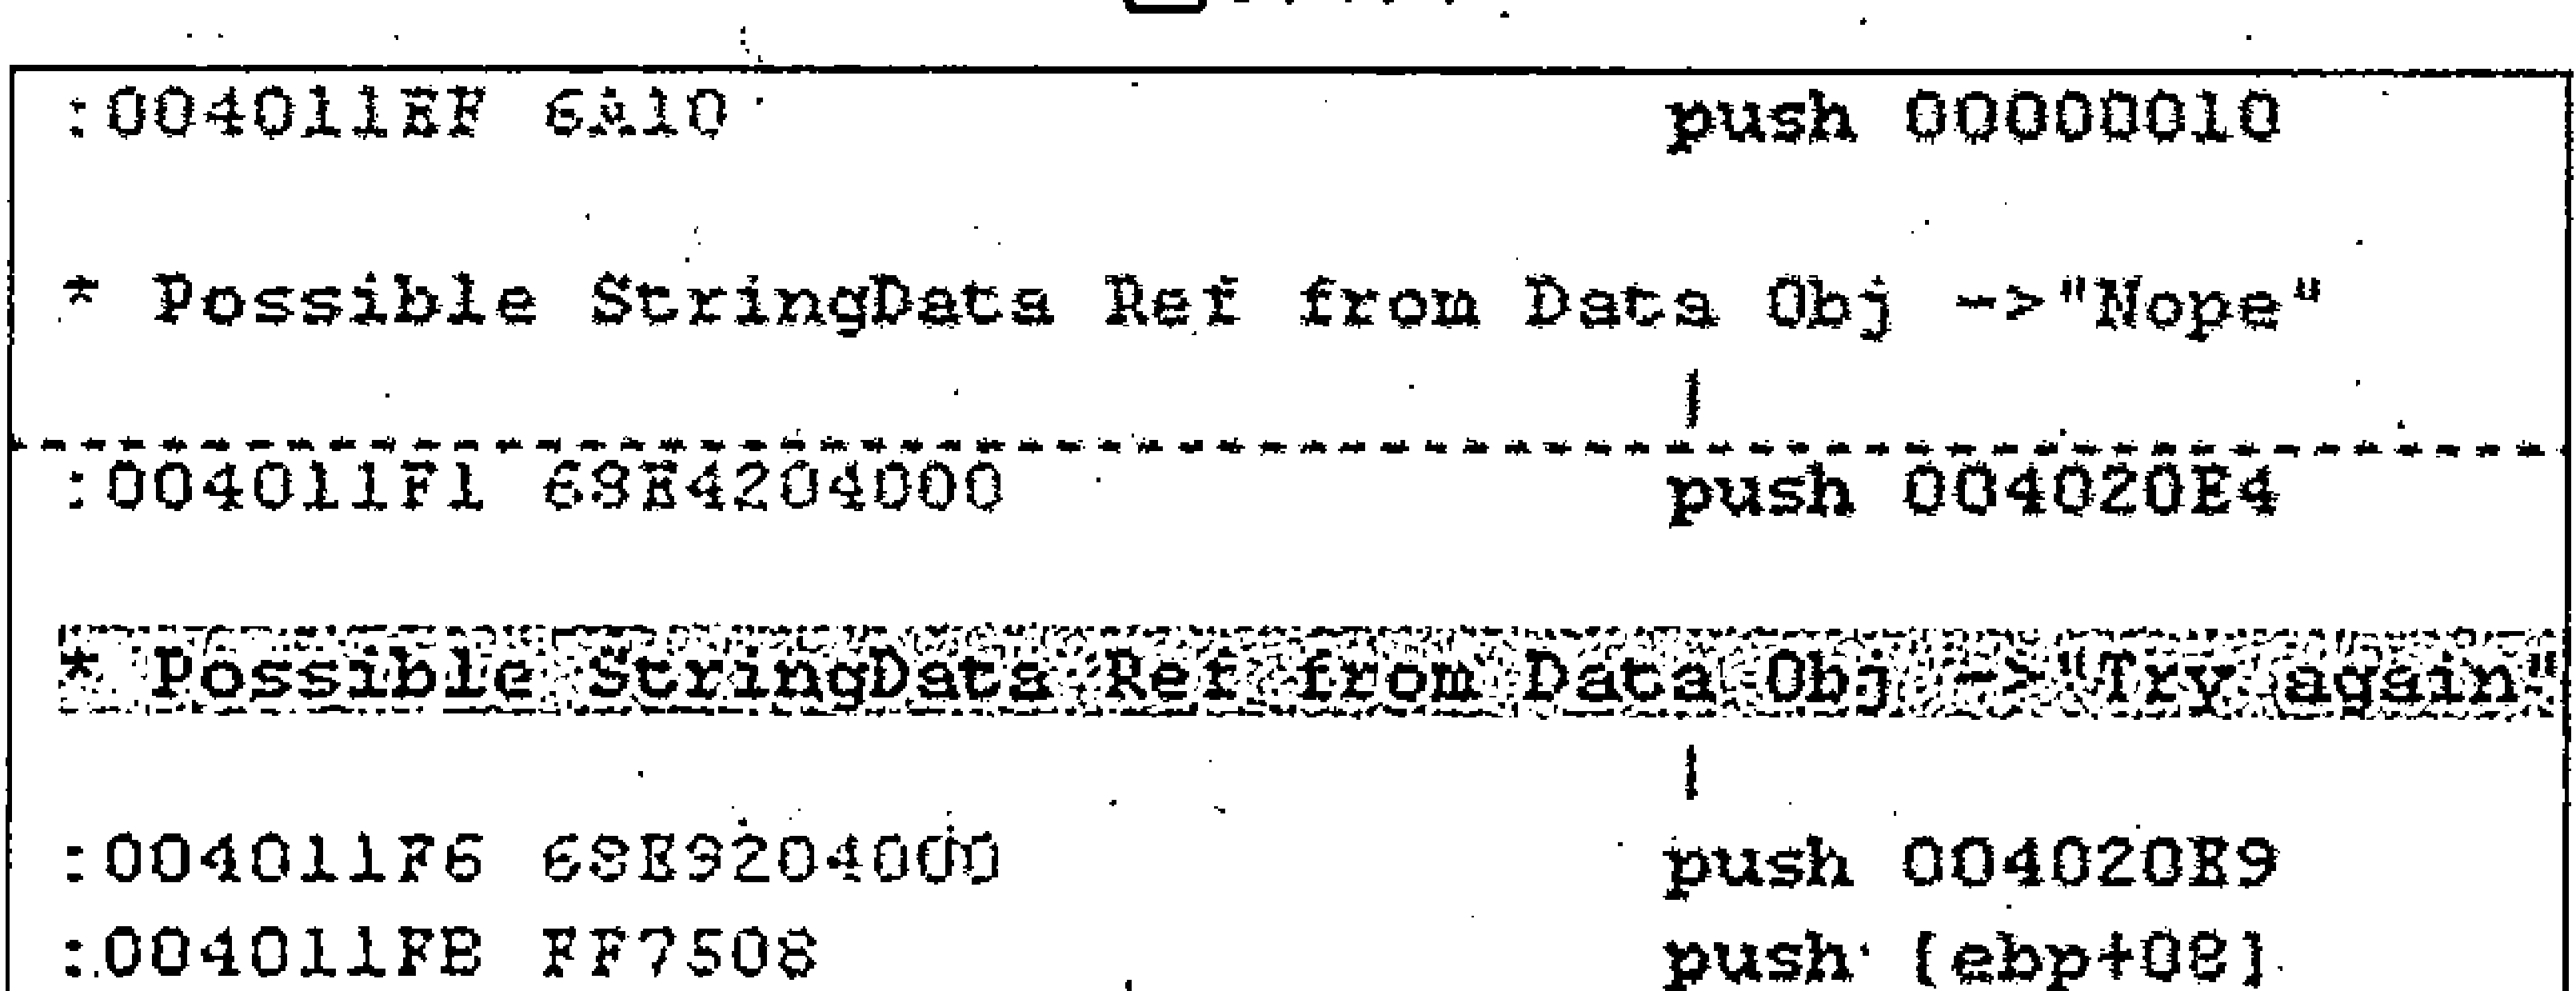 :004011EF 6A10 push 00000010
* Possible StringData Ref from Data Obj ->"Nope"
|
:004011F1 68E4204000 push 004020E4
* Possible StringData Ref from Data Obj ->"Try again"
|
:004011F6 68E9204000 push 004020E9
:004011FB FF7508 push [ebp+08]